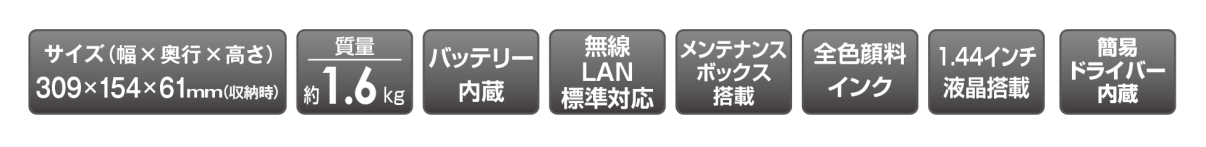 サイズ（幅×奥行×高さ）
309×154×61mm（収納時）
質量
約1.6kg
バッテリー
内蔵
無線
LAN
標準対応
メンテナンス
ボックス
搭載
全色顔料
インク
1.44インチ
液晶搭載
簡易
ドライバー
内蔵